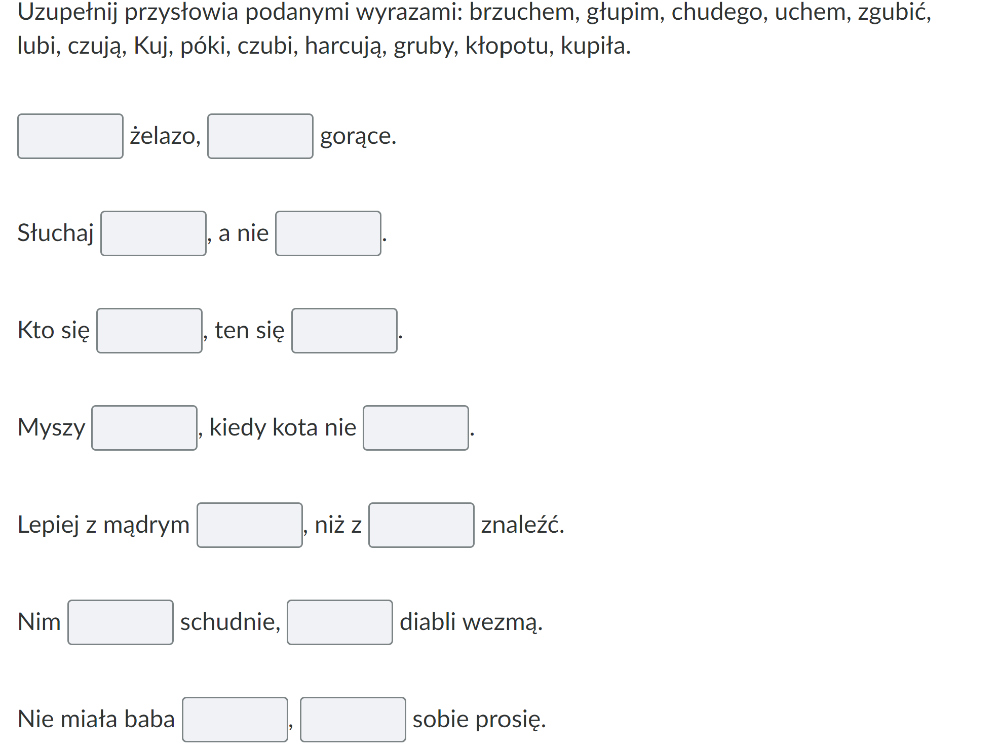 Uzupełnij przysłowia podanymi wyrazami: brzuchem, głupim, chudego, uchem, zgubić,
lubi, czują, Kuj, póki, czubi, harcują, gruby, kłopotu, kupiła.
żelazo, gorące.
Słuchaj , a nie .
Kto się , ten się .
Myszy , kiedy kota nie .
Lepiej z mądrym , niż z znaleźć.
Nim schudnie, diabli wezmą.
Nie miała baba , sobie prosię.